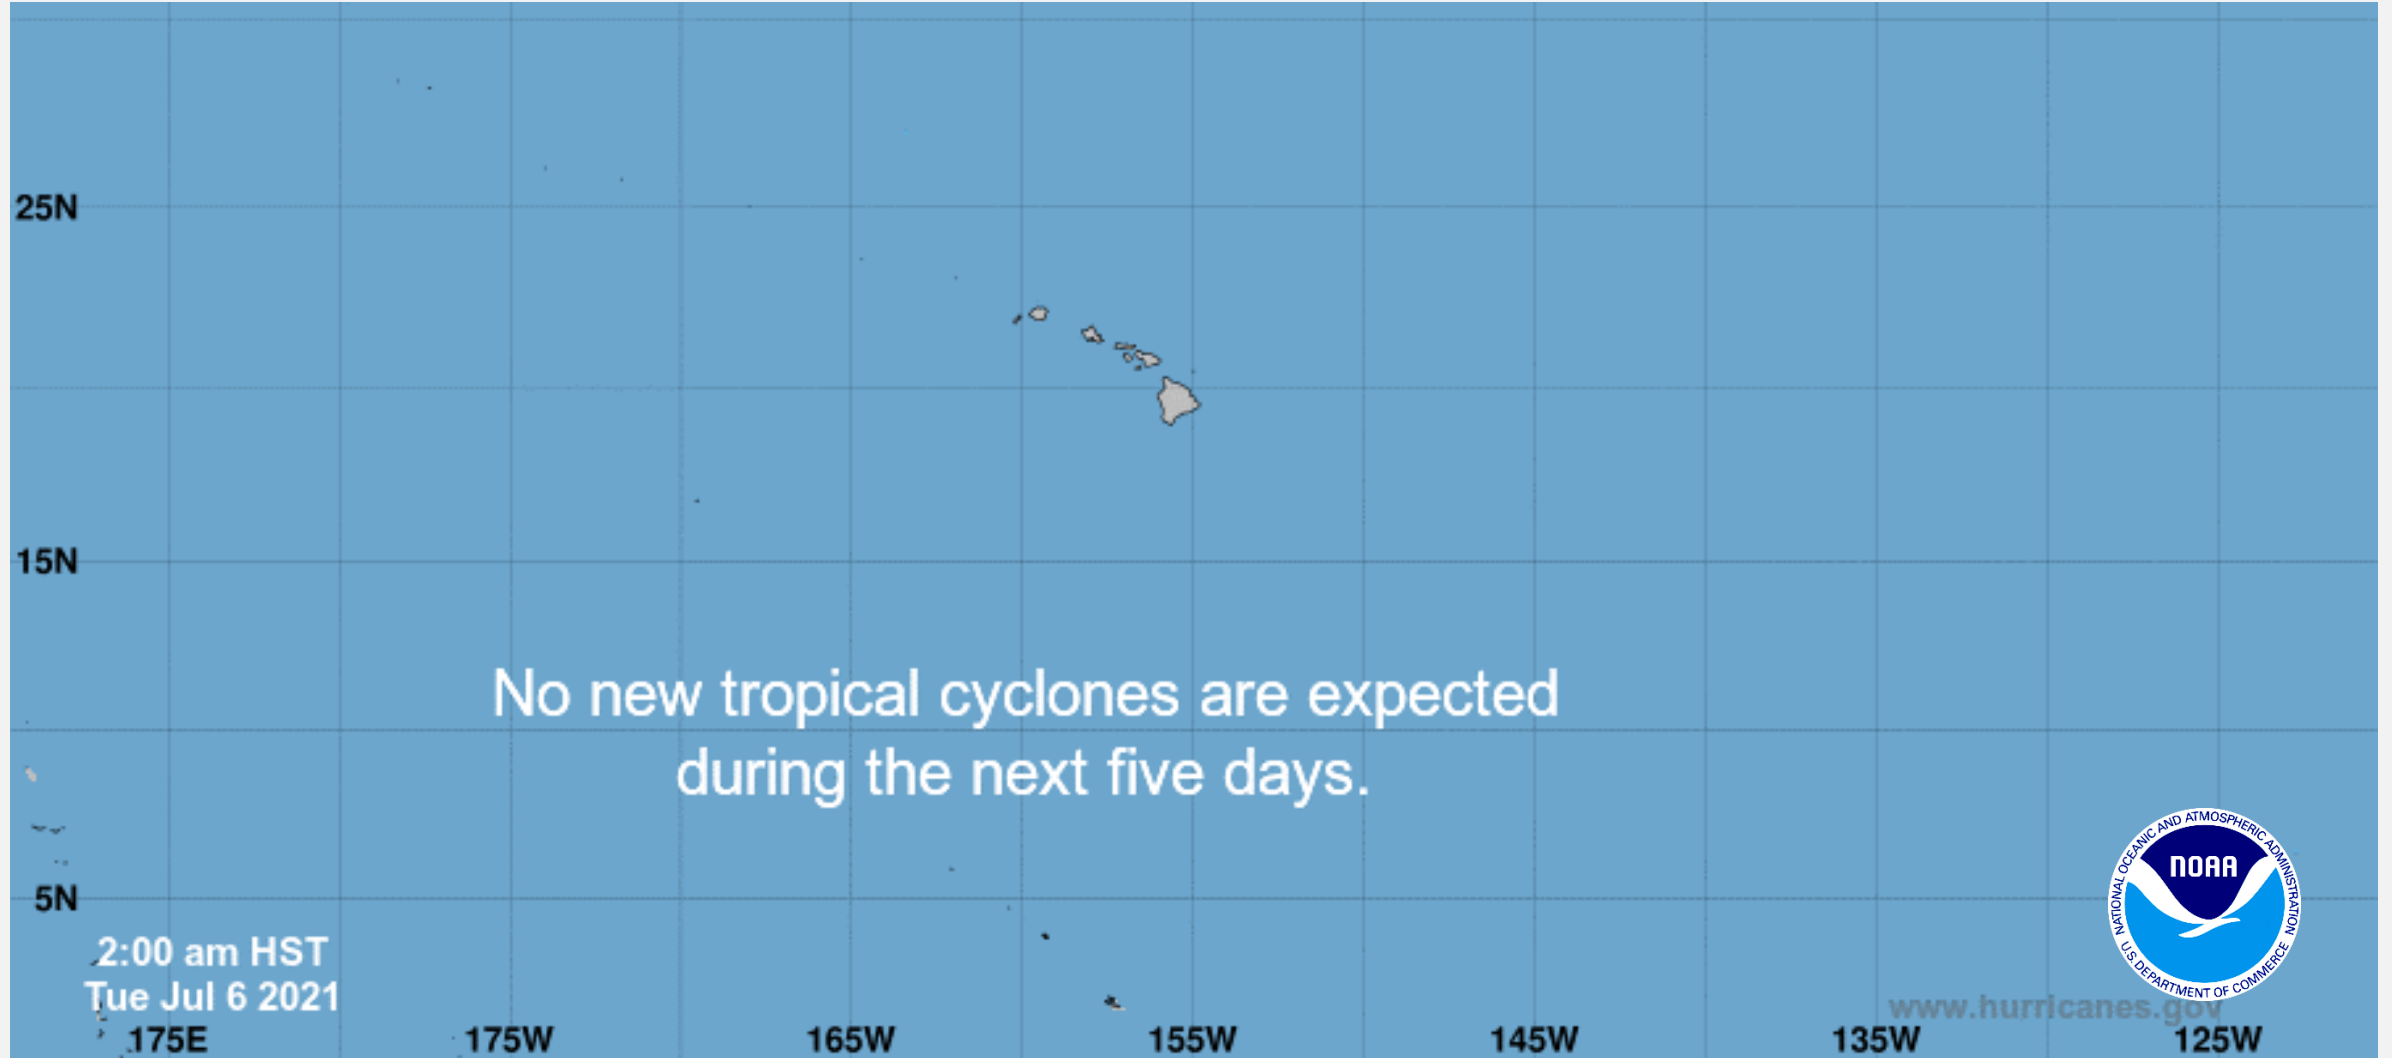 25N
15N
No new tropical cyclones are expected
during the next five days.
5N
2:00 am HST
Tue Jul 6 2021
NATIONAL OCEANIC AND ATMOSPHERIC ADMINISTRATION
NOAA
U.S. DEPARTMENT OF COMMERCE
www.hurricanes.gov
175E 175W 165W 155W 145W 135W 125W